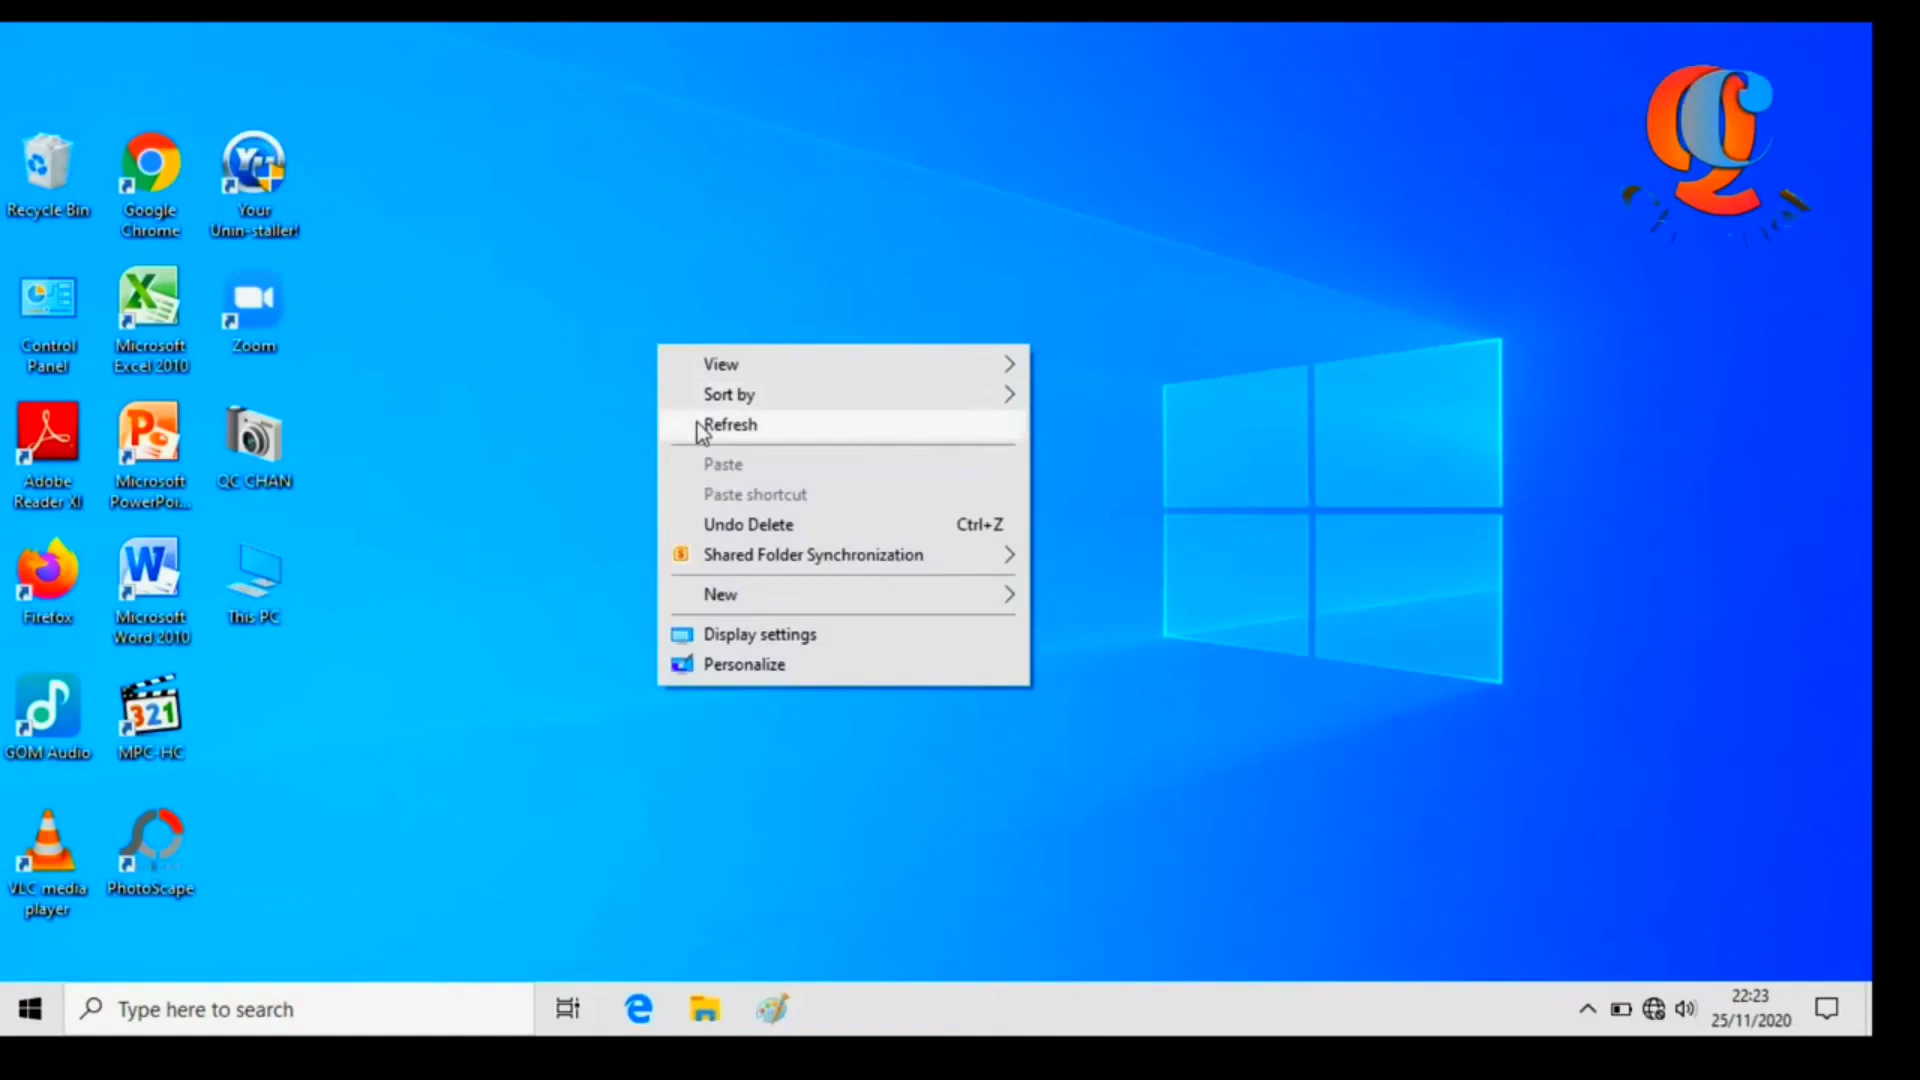 Recycle Bin
Google
Chrome
Your
Unin-staller!
Control
Panel
Microsoft
Excel 2010
Zoom
Adobe
Reader XI
Microsoft
PowerPoi...
QC CHAN
Firefox
Microsoft
Word 2010
This PC
GOM Audio
MPC-HC
321
VLC media
player
PhotoScape
View
Sort by
Refresh
Paste
Paste shortcut
Undo Delete Ctrl+Z
Shared Folder Synchronization
New
Display settings
Personalize
Type here to search
22:23
25/11/2020